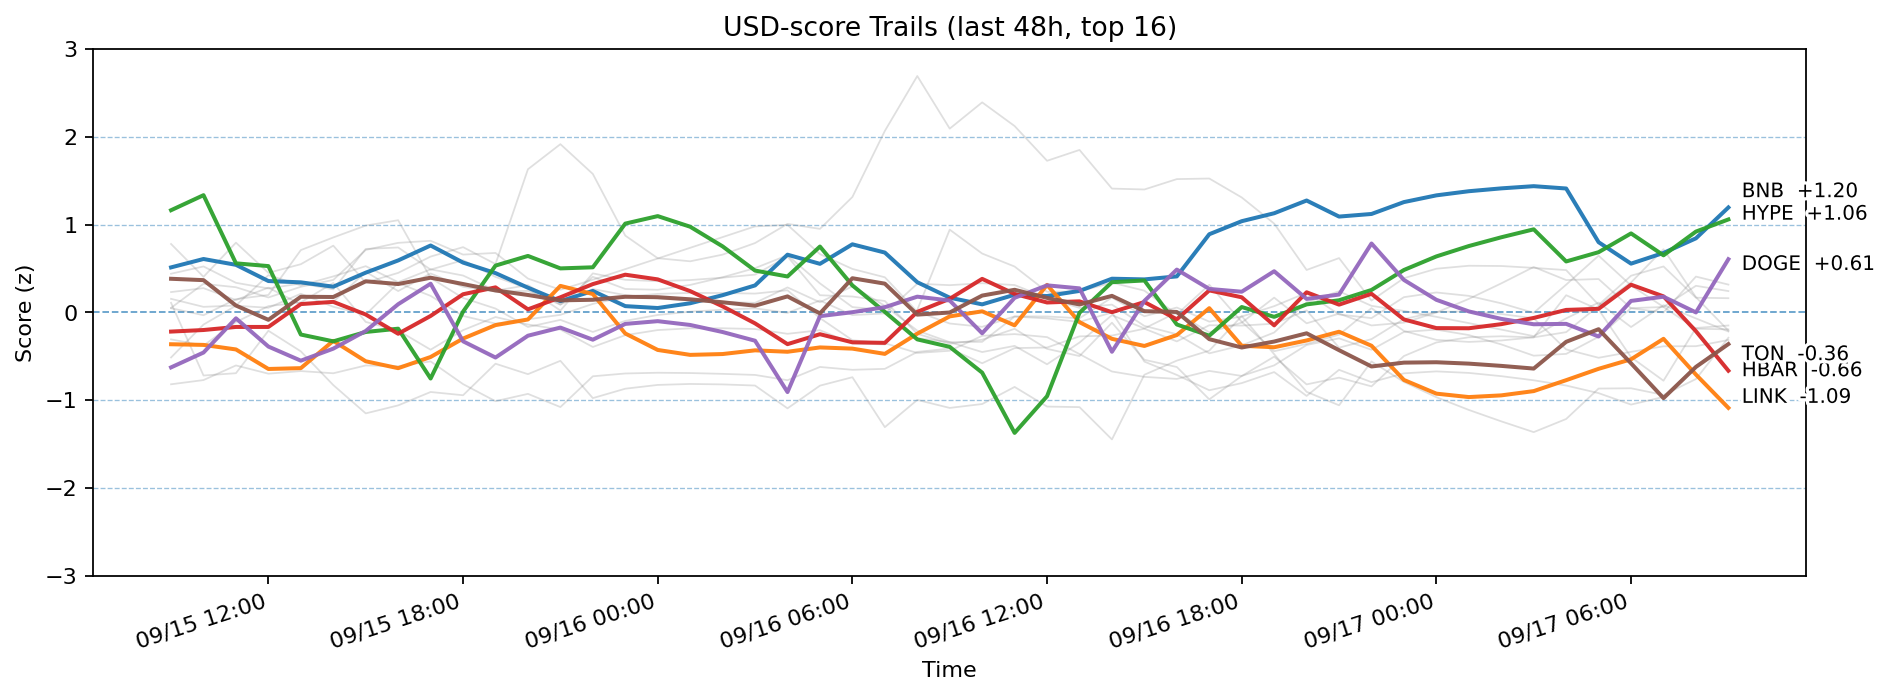 USD-score Trails (last 48h, top 16)
3
2
1
0
−1
−2
−3
Score (z)
BNB +1.20
HYPE +1.06
DOGE +0.61
TON -0.36
HBAR -0.66
LINK -1.09
09/15 12:00
09/15 18:00
09/16 00:00
09/16 06:00
09/16 12:00
09/16 18:00
09/17 00:00
09/17 06:00
Time